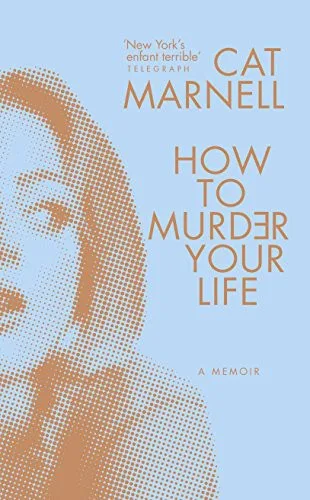 'New York's
enfant terrible'
TELEGRAPH
CAT
MARNELL
HOW
TO
MURDƎR
YOUR
LIFE
A MEMOIR